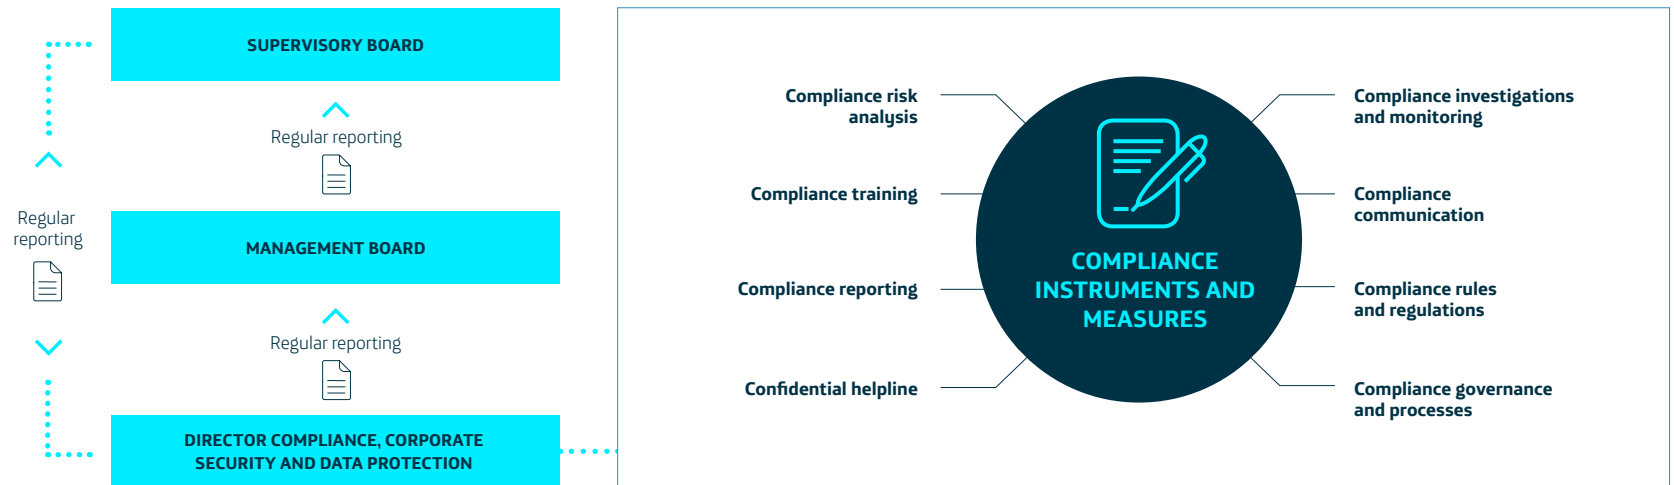 SUPERVISORY BOARD
Regular reporting
Regular
reporting
MANAGEMENT BOARD
Regular reporting
DIRECTOR COMPLIANCE, CORPORATE
SECURITY AND DATA PROTECTION
Compliance risk
analysis
Compliance training
Compliance reporting
Confidential helpline
COMPLIANCE
INSTRUMENTS AND
MEASURES
Compliance investigations
and monitoring
Compliance
communication
Compliance rules
and regulations
Compliance governance
and processes